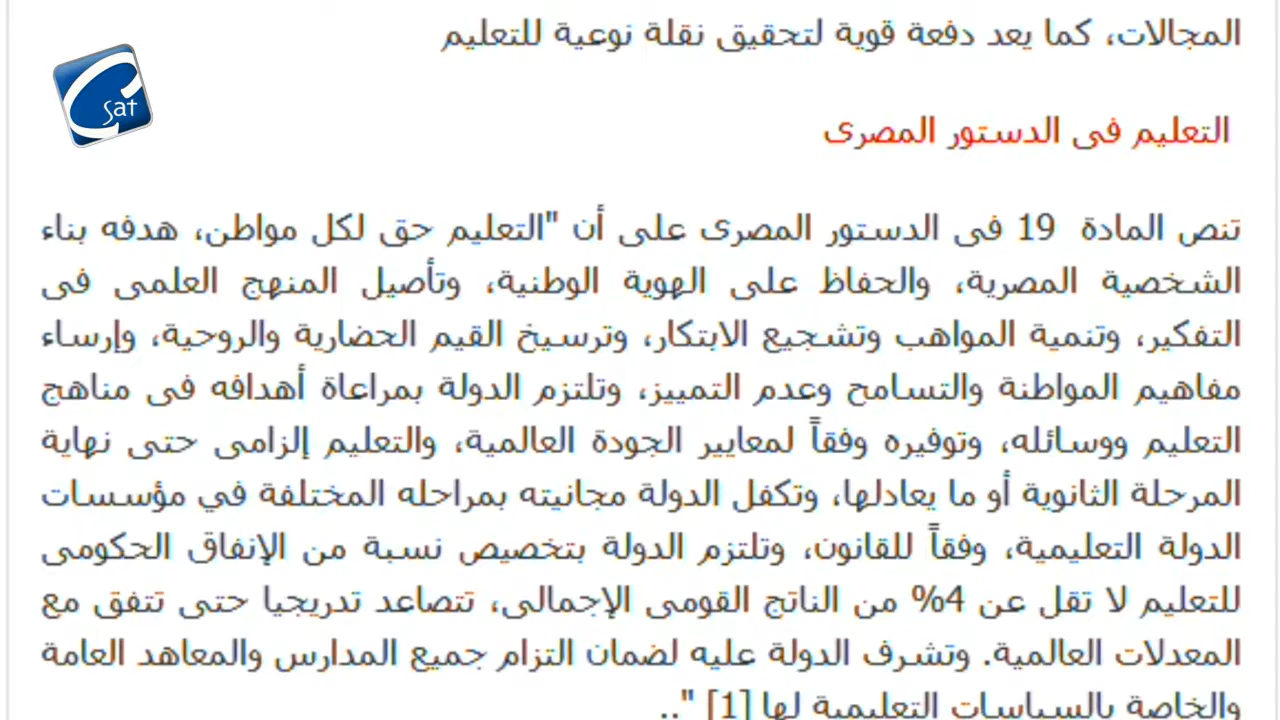 المجالات، كما يعد دفعة قوية لتحقيق نقلة نوعية للتعليم
Sat
التعليم فى الدستور المصرى
تنص المادة 19 فى الدستور المصرى على أن "التعليم حق لكل مواطن، هدفه بناء
الشخصية المصرية، والحفاظ على الهوية الوطنية، وتأصيل المنهج العلمى فى
التفكير، وتنمية المواهب وتشجيع الابتكار، وترسيخ القيم الحضارية والروحية، وإرساء
مفاهيم المواطنة والتسامح وعدم التمييز، وتلتزم الدولة بمراعاة أهدافه فى مناهج
التعليم ووسائله، وتوفيره وفقاً لمعايير الجودة العالمية، والتعليم إلزامى حتى نهاية
المرحلة الثانوية أو ما يعادلها، وتكفل الدولة مجانيته بمراحله المختلفة في مؤسسات
الدولة التعليمية، وفقاً للقانون، وتلتزم الدولة بتخصيص نسبة من الإنفاق الحكومى
للتعليم لا تقل عن 4% من الناتج القومى الإجمالى، تتصاعد تدريجيا حتى تتفق مع
المعدلات العالمية. وتشرف الدولة عليه لضمان التزام جميع المدارس والمعاهد العامة
والخاصة بالسياسات التعليمية لها [1] "..